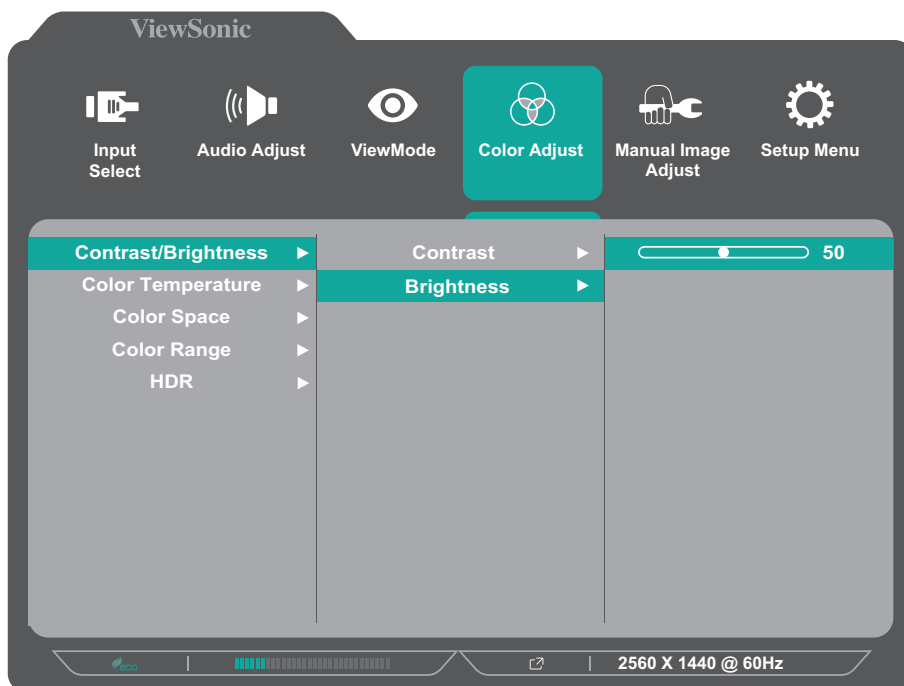 ViewSonic
Input
Select
Audio Adjust
ViewMode
Color Adjust
Manual Image
Adjust
Setup Menu
Contrast/Brightness
Contrast
50
Color Temperature
Brightness
Color Space
Color Range
HDR
eco
2560 X 1440 @ 60Hz